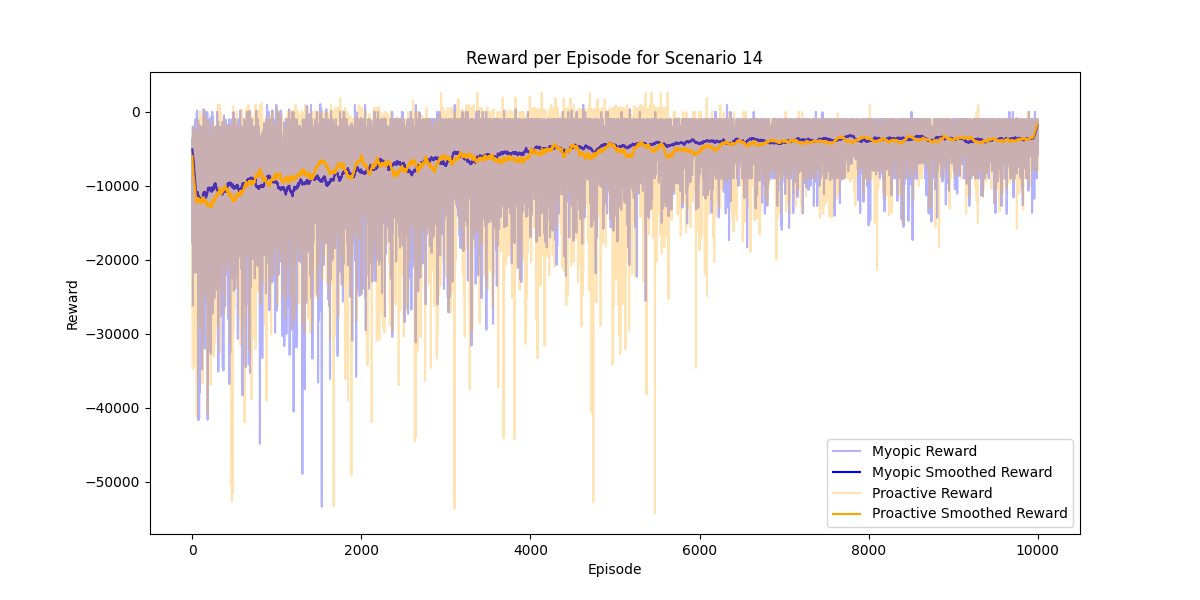 Reward per Episode for Scenario 14
0
−10000
−20000
−30000
−40000
−50000
Reward
0
2000
4000
6000
8000
10000
Episode
Myopic Reward
Myopic Smoothed Reward
Proactive Reward
Proactive Smoothed Reward